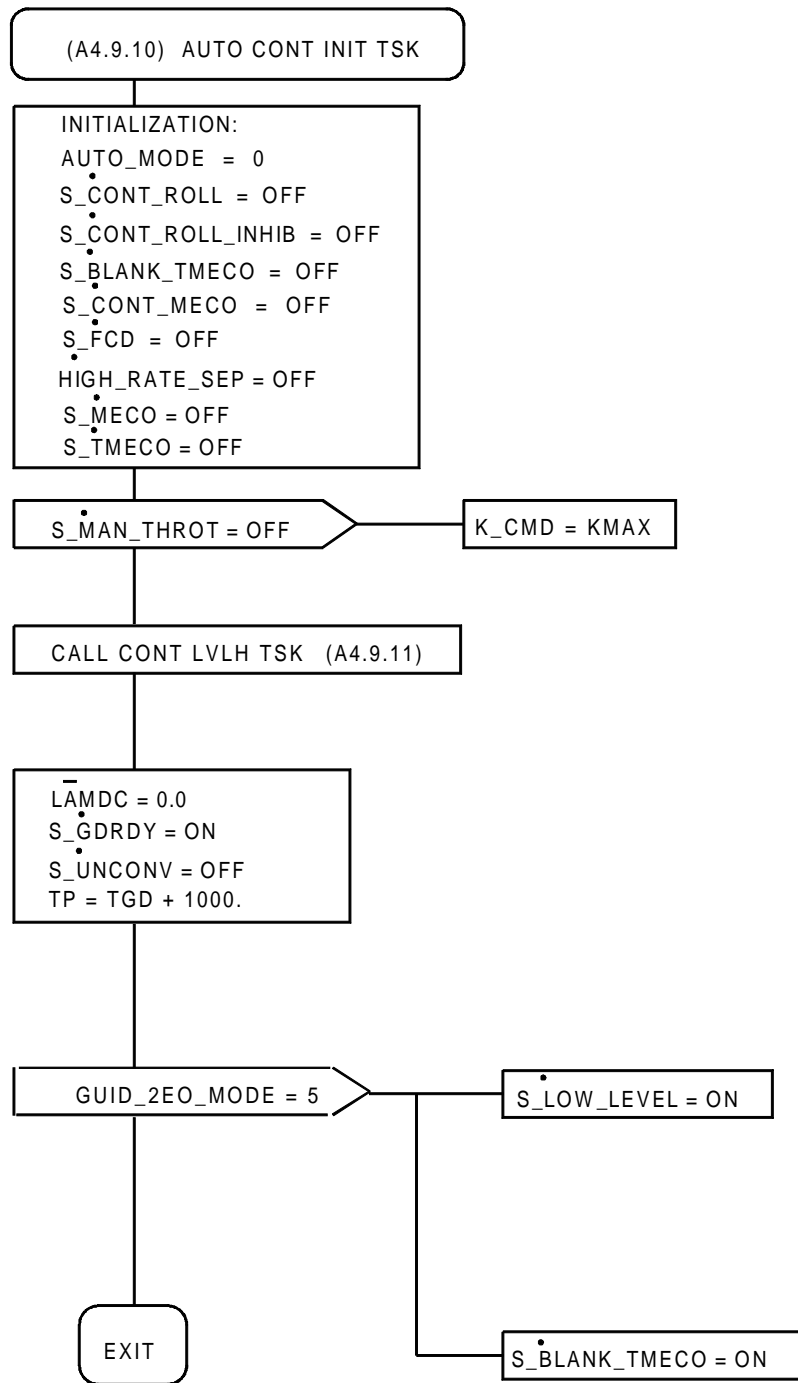 (A4.9.10) AUTO CONT INIT TSK
INITIALIZATION:
AUTO_MODE = 0
S_CONT_ROLL = OFF
S_CONT_ROLL_INHIB = OFF
S_BLANK_TMECO = OFF
S_CONT_MECO = OFF
S_FCD = OFF
HIGH_RATE_SEP = OFF
S_MECO = OFF
S_TMECO = OFF
S_MAN_THROT = OFF
K_CMD = KMAX
CALL CONT LVLH TSK (A4.9.11)
LAMDC = 0.0
S_GDRDY = ON
S_UNCONV = OFF
TP = TGD + 1000.
GUID_2EO_MODE = 5
S_LOW_LEVEL = ON
EXIT
S_BLANK_TMECO = ON